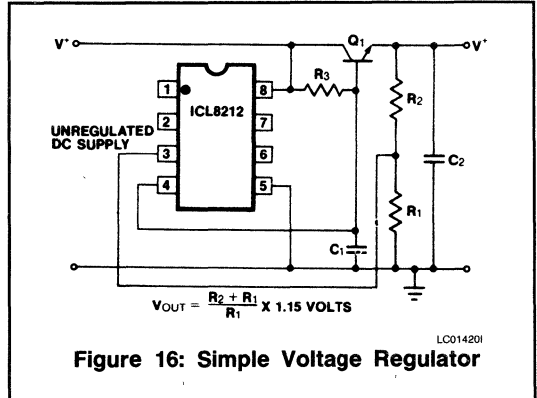 V⁺ Q₁ V⁺
R₃
1 8
ICL8212
R₂
2 7
UNREGULATED
DC SUPPLY
3 6
C₂
4 5
R₁
C₁
VOUT = R₂ + R₁ / R₁ X 1.15 VOLTS
LC01420I
Figure 16: Simple Voltage Regulator